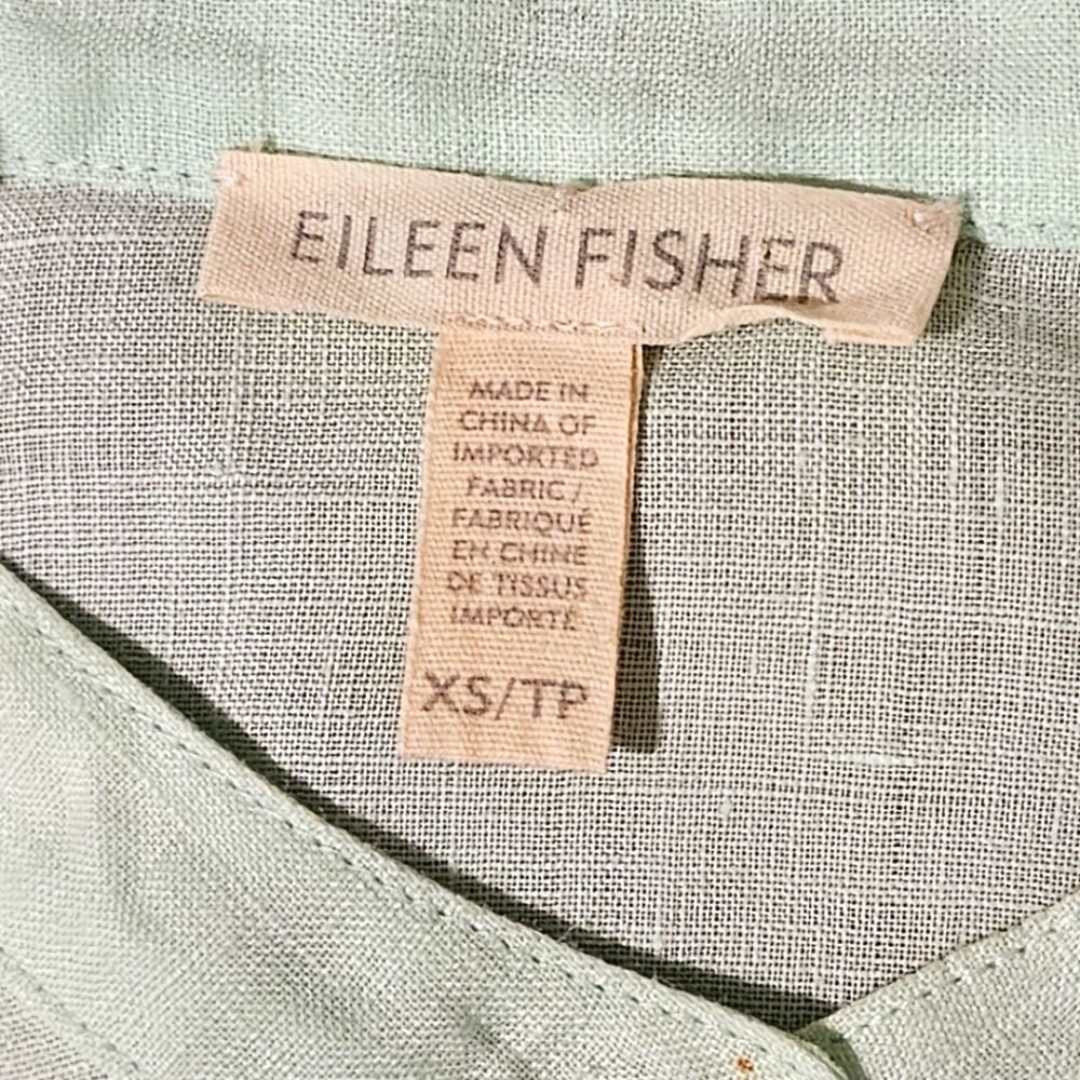 EILEEN FISHER
MADE IN
CHINA OF
IMPORTED
FABRIC /
FABRIQUÉ
EN CHINE
DE TISSUS
IMPORTÉ
XS/TP